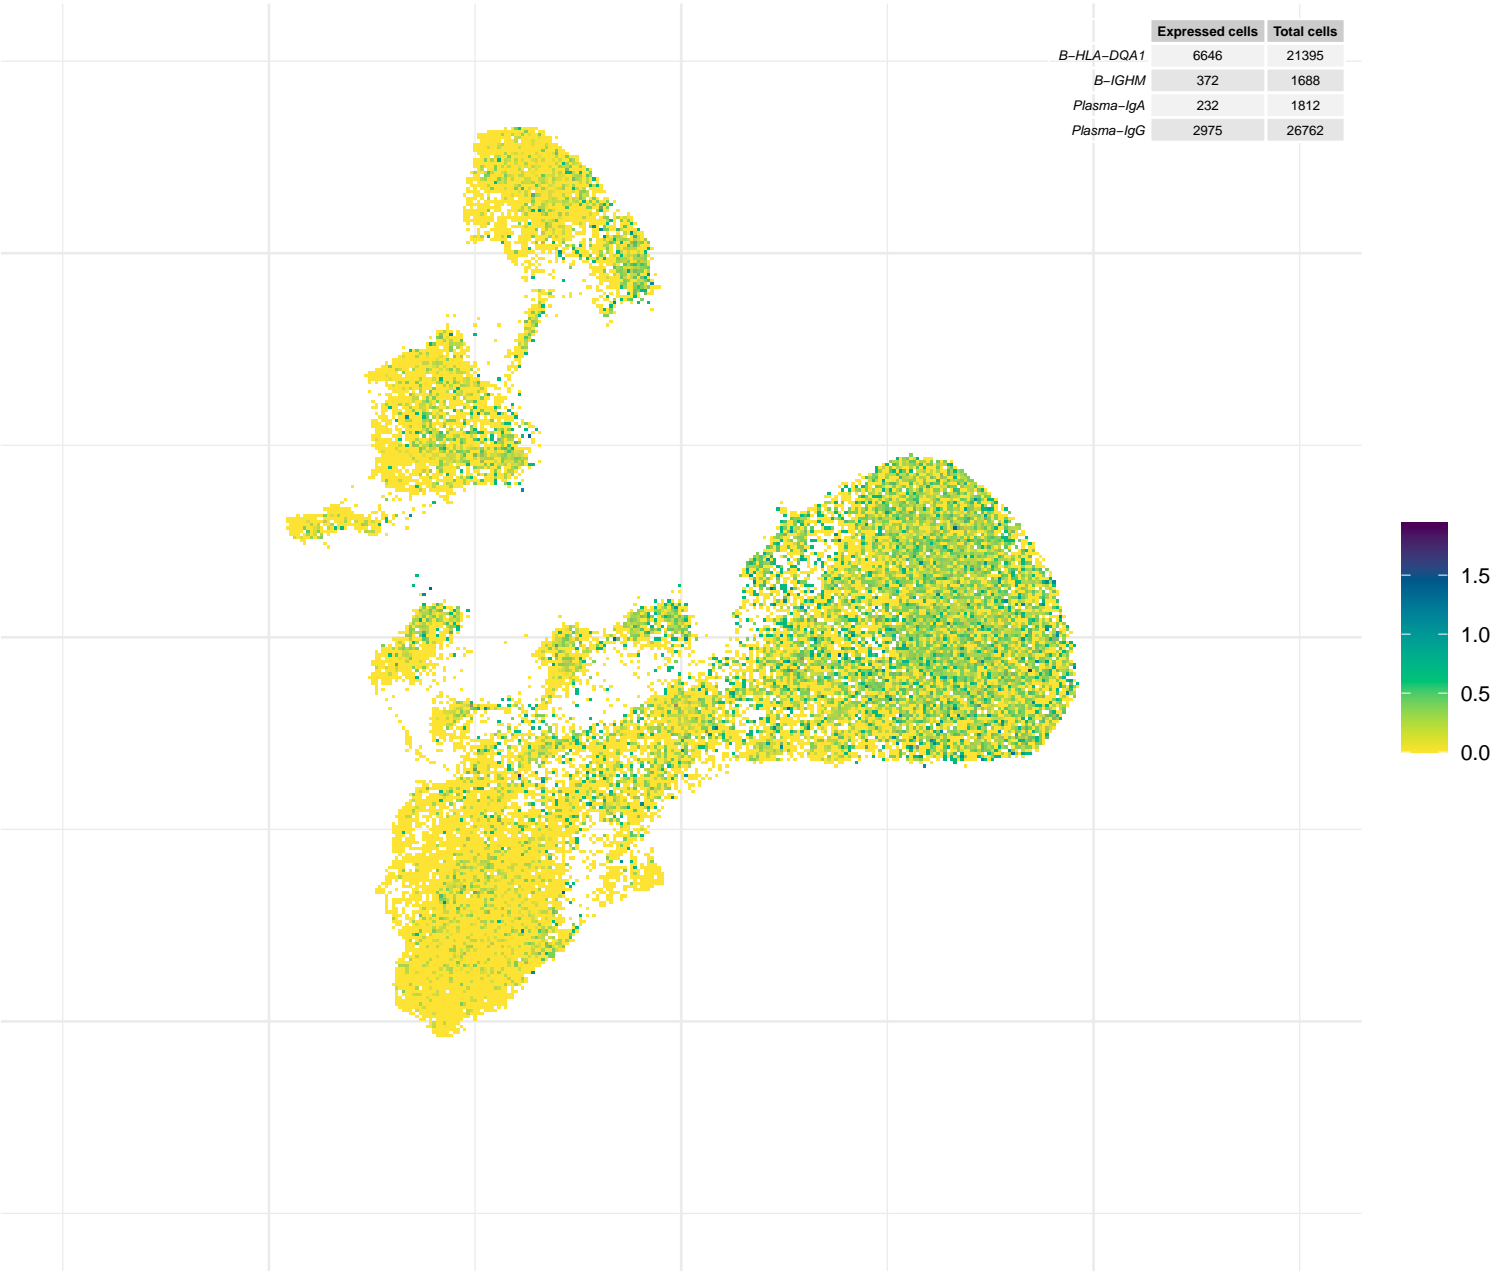 Expressed cells Total cells
B−HLA−DQA1 6646 21395
B−IGHM 372 1688
Plasma−IgA 232 1812
Plasma−IgG 2975 26762
1.5
1.0
0.5
0.0